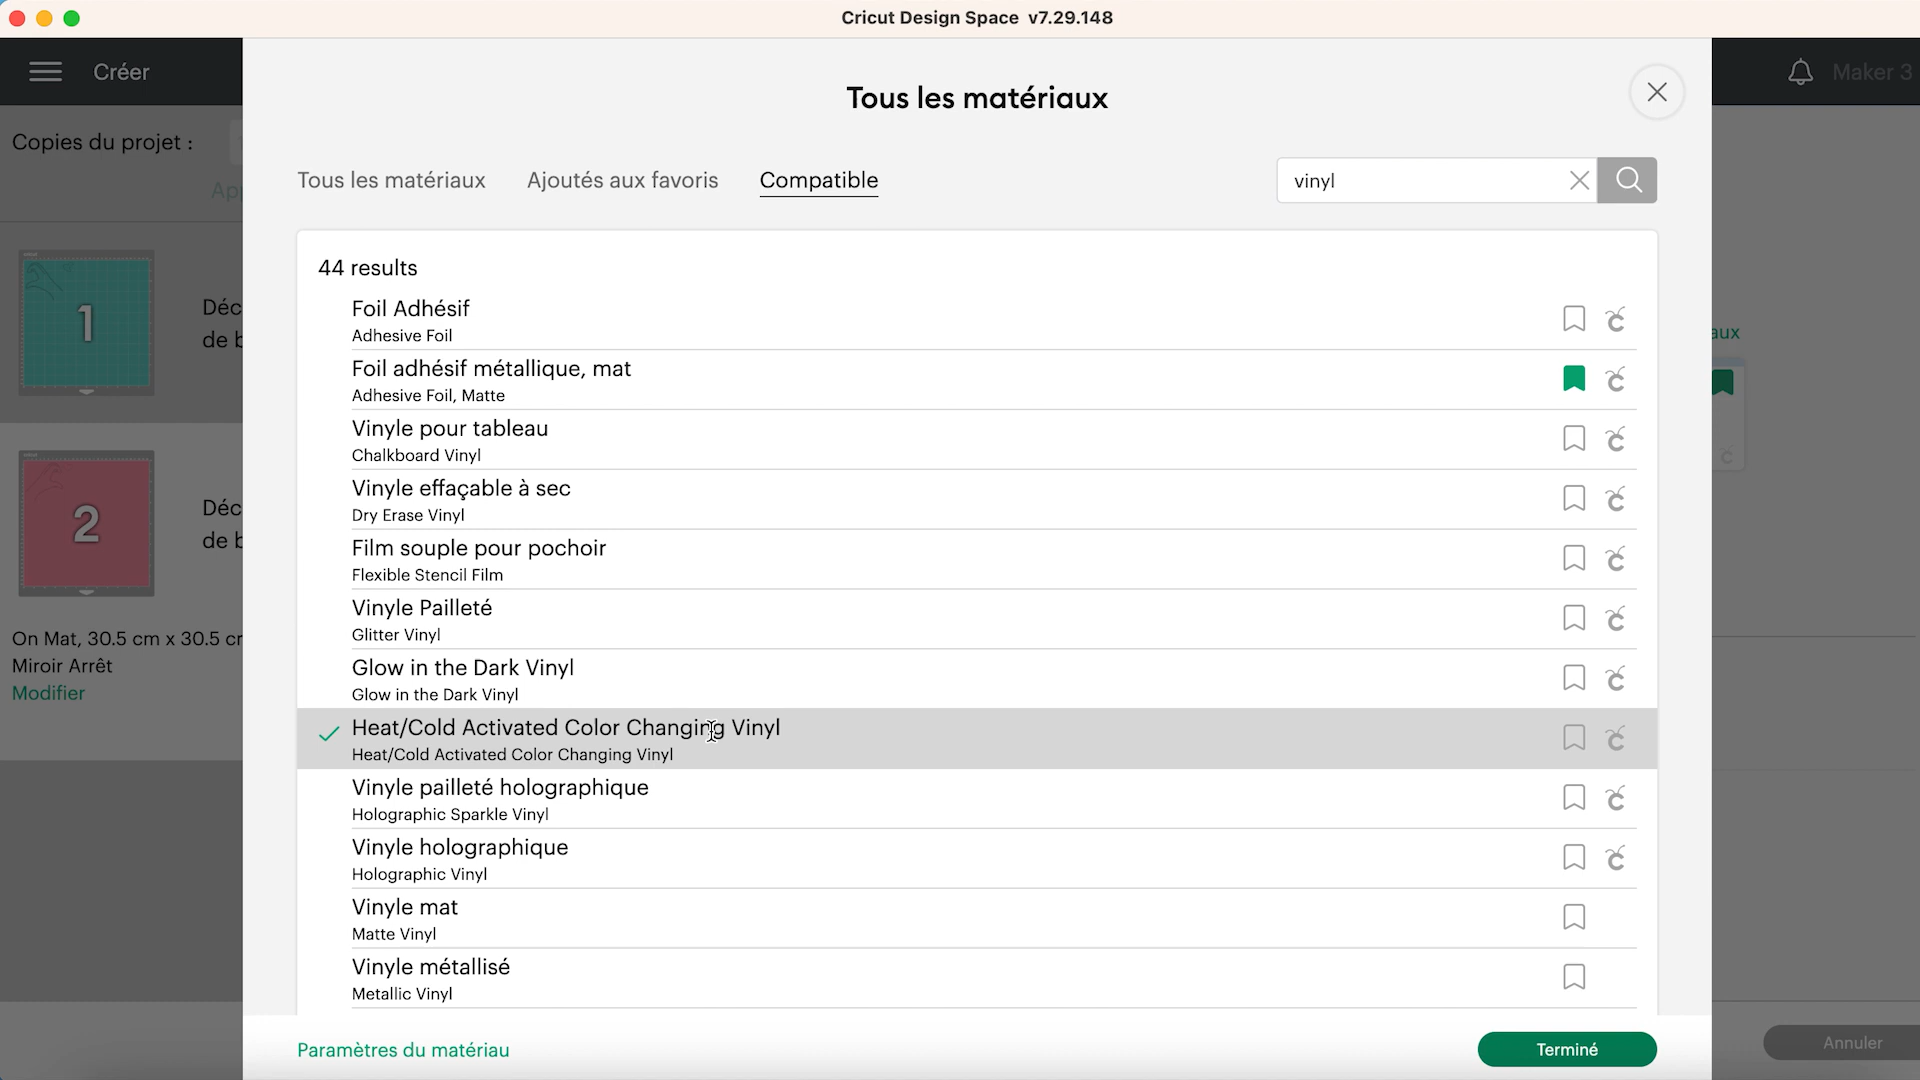 Cricut Design Space v7.29.148
Créer
Maker 3
Tous les matériaux
Copies du projet :
Tous les matériaux
Ajoutés aux favoris
Compatible
vinyl
44 results
Foil Adhésif
Adhesive Foil
Foil adhésif métallique, mat
Adhesive Foil, Matte
Vinyle pour tableau
Chalkboard Vinyl
Vinyle effaçable à sec
Dry Erase Vinyl
Film souple pour pochoir
Flexible Stencil Film
Vinyle Pailleté
Glitter Vinyl
Glow in the Dark Vinyl
Glow in the Dark Vinyl
Heat/Cold Activated Color Changing Vinyl
Heat/Cold Activated Color Changing Vinyl
Vinyle pailleté holographique
Holographic Sparkle Vinyl
Vinyle holographique
Holographic Vinyl
Vinyle mat
Matte Vinyl
Vinyle métallisé
Metallic Vinyl
1
Déc
de b
2
Déc
de b
On Mat, 30.5 cm x 30.5 cr
Miroir Arrêt
Modifier
aux
Paramètres du matériau
Terminé
Annuler